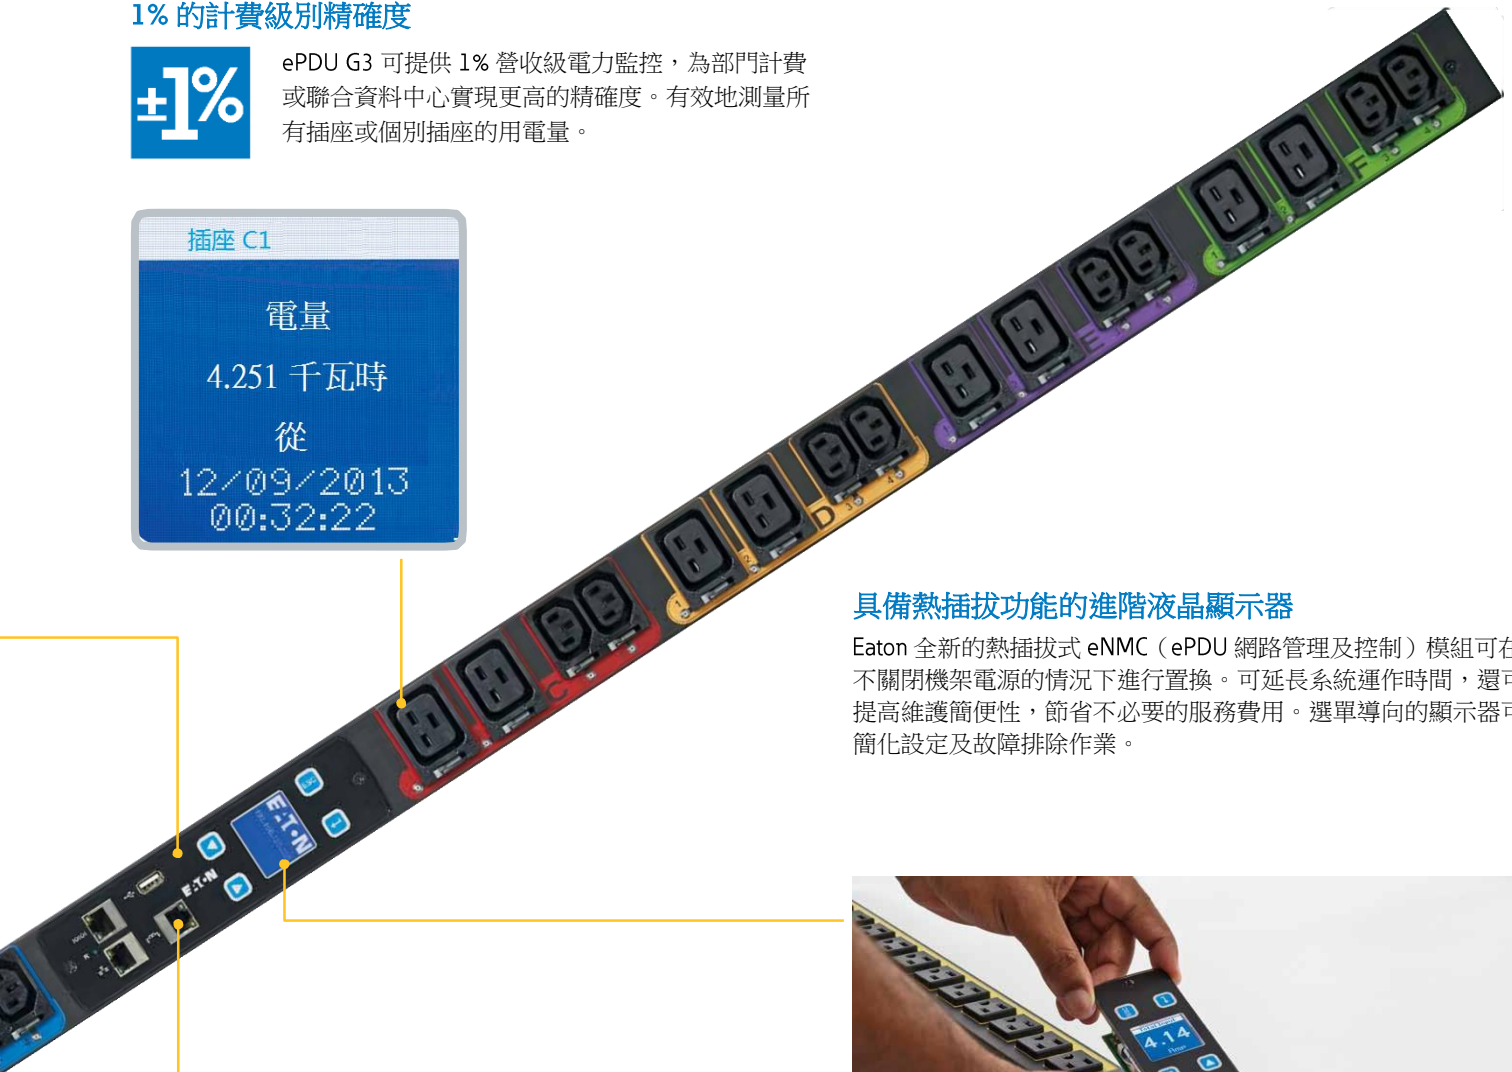 1% 的計費級別精確度
±1%
ePDU G3 可提供 1% 營收級電力監控，為部門計費
或聯合資料中心實現更高的精確度。有效地測量所
有插座或個別插座的用電量。
插座 C1
電量
4.251 千瓦時
從
12/09/2013
00:32:22
具備熱插拔功能的進階液晶顯示器
Eaton 全新的熱插拔式 eNMC（ePDU 網路管理及控制）模組可在
不關閉機架電源的情況下進行置換。可延長系統運作時間，還可
提高維護簡便性，節省不必要的服務費用。選單導向的顯示器可
簡化設定及故障排除作業。
F
E
D
C
ESC
EATON
EATON
4.14